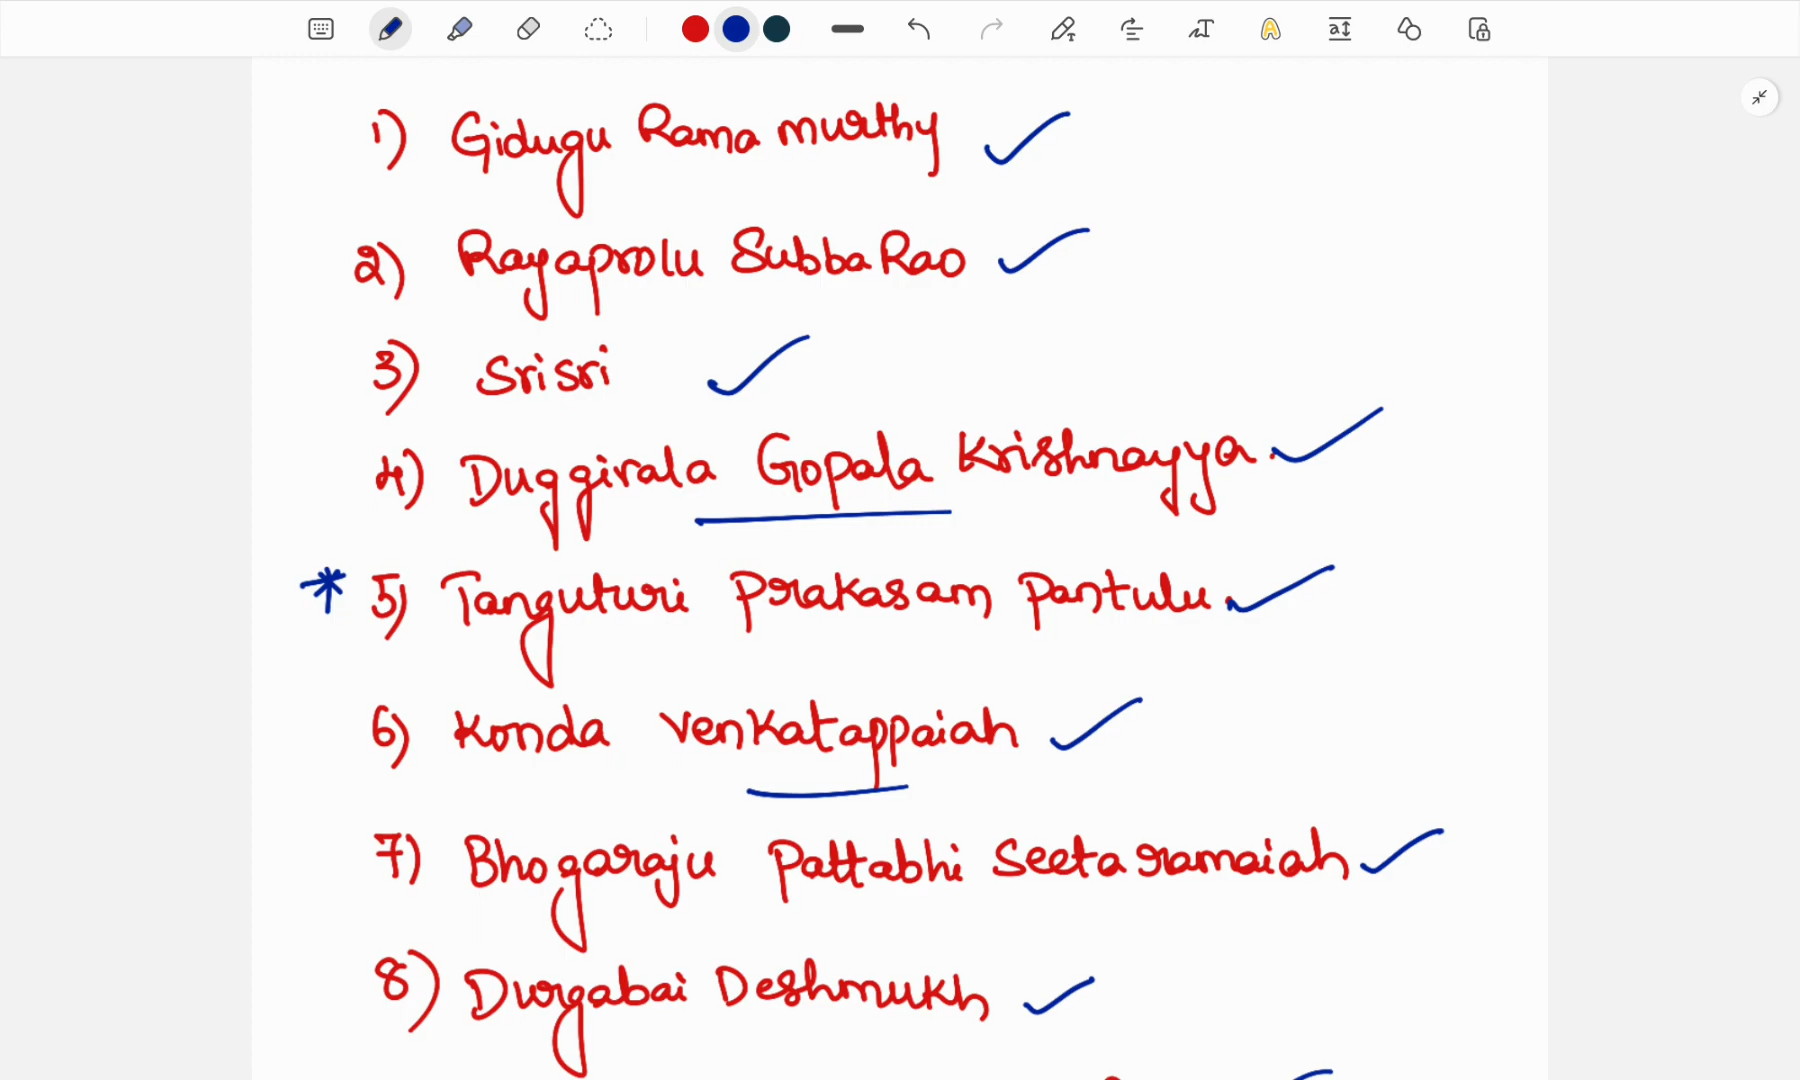 1) Gidugu Rama murthy
2) Rayaprolu Subba Rao
3) Srisri
4) Duggirala Gopala Krishnayya.
* 5) Tanguturi Prakasam Pantulu.
6) Konda Venkatappaiah
7) Bhogaraju Pattabhi Seetaramaiah
8) Durgabai Deshmukh